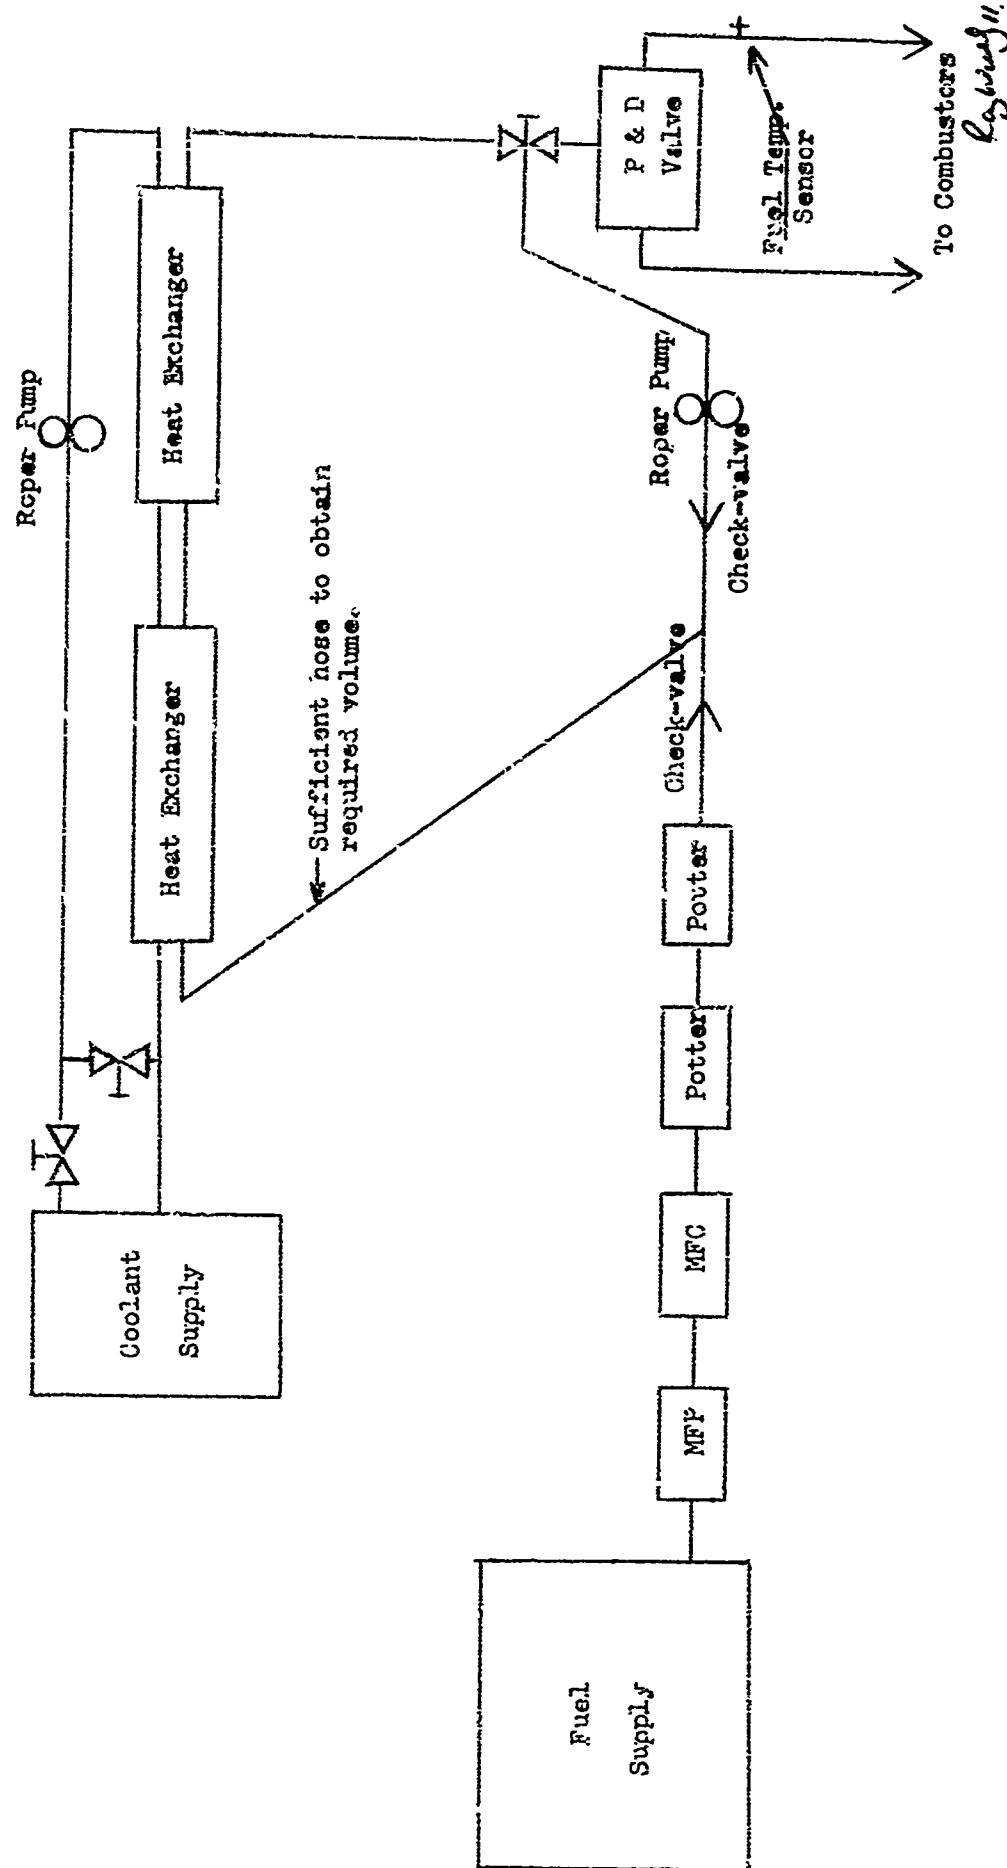 Roper Pump
Heat Exchanger
Heat Exchanger
Coolant
Supply
Sufficient hose to obtain
required volume.
P & D
Valve
Fuel Temp.
Sensor
To Combustors
Roper Pump
Check-valve
Check-valve
Potter
Potter
MFC
MFP
Fuel
Supply